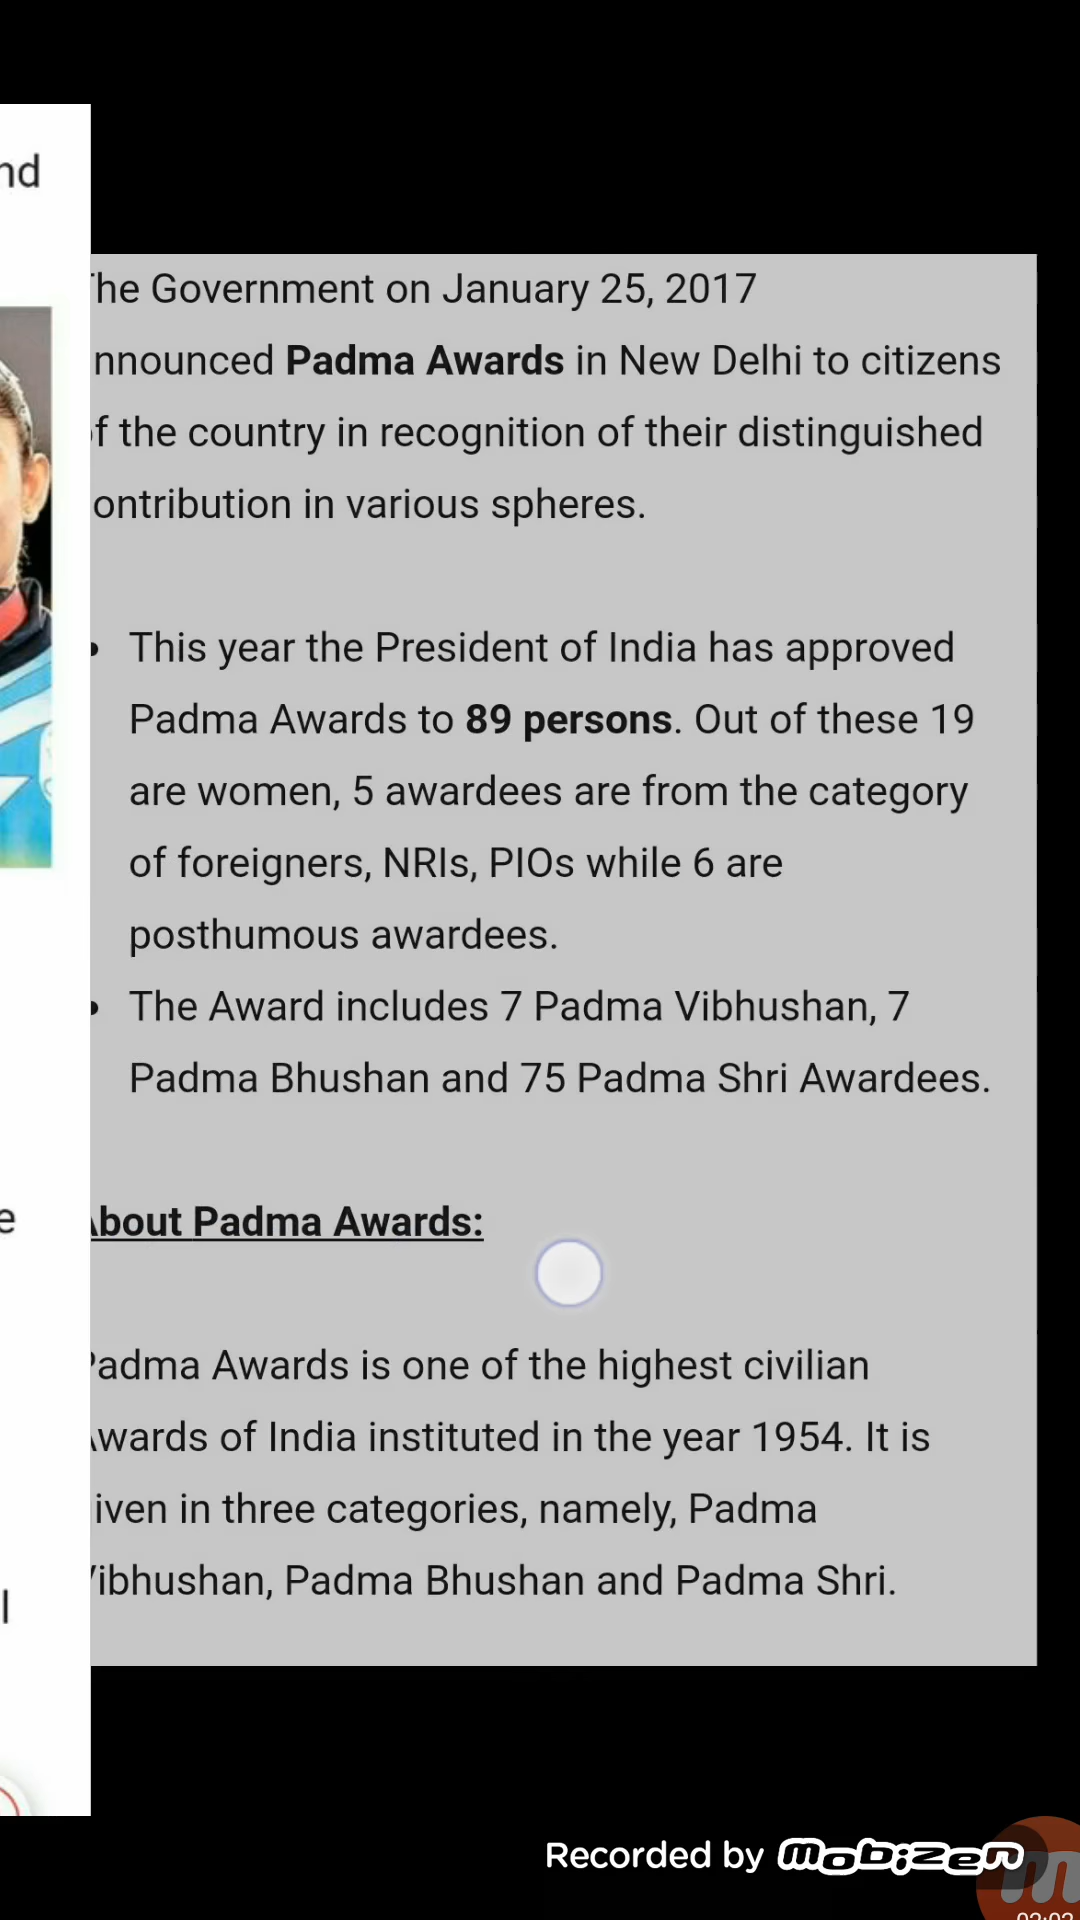 nd
he Government on January 25, 2017
nnounced Padma Awards in New Delhi to citizens
f the country in recognition of their distinguished
ontribution in various spheres.
• This year the President of India has approved
Padma Awards to 89 persons. Out of these 19
are women, 5 awardees are from the category
of foreigners, NRIs, PIOs while 6 are
posthumous awardees.
• The Award includes 7 Padma Vibhushan, 7
Padma Bhushan and 75 Padma Shri Awardees.
e
bout Padma Awards:
adma Awards is one of the highest civilian
wards of India instituted in the year 1954. It is
iven in three categories, namely, Padma
ibhushan, Padma Bhushan and Padma Shri.
l
Recorded by mobizen